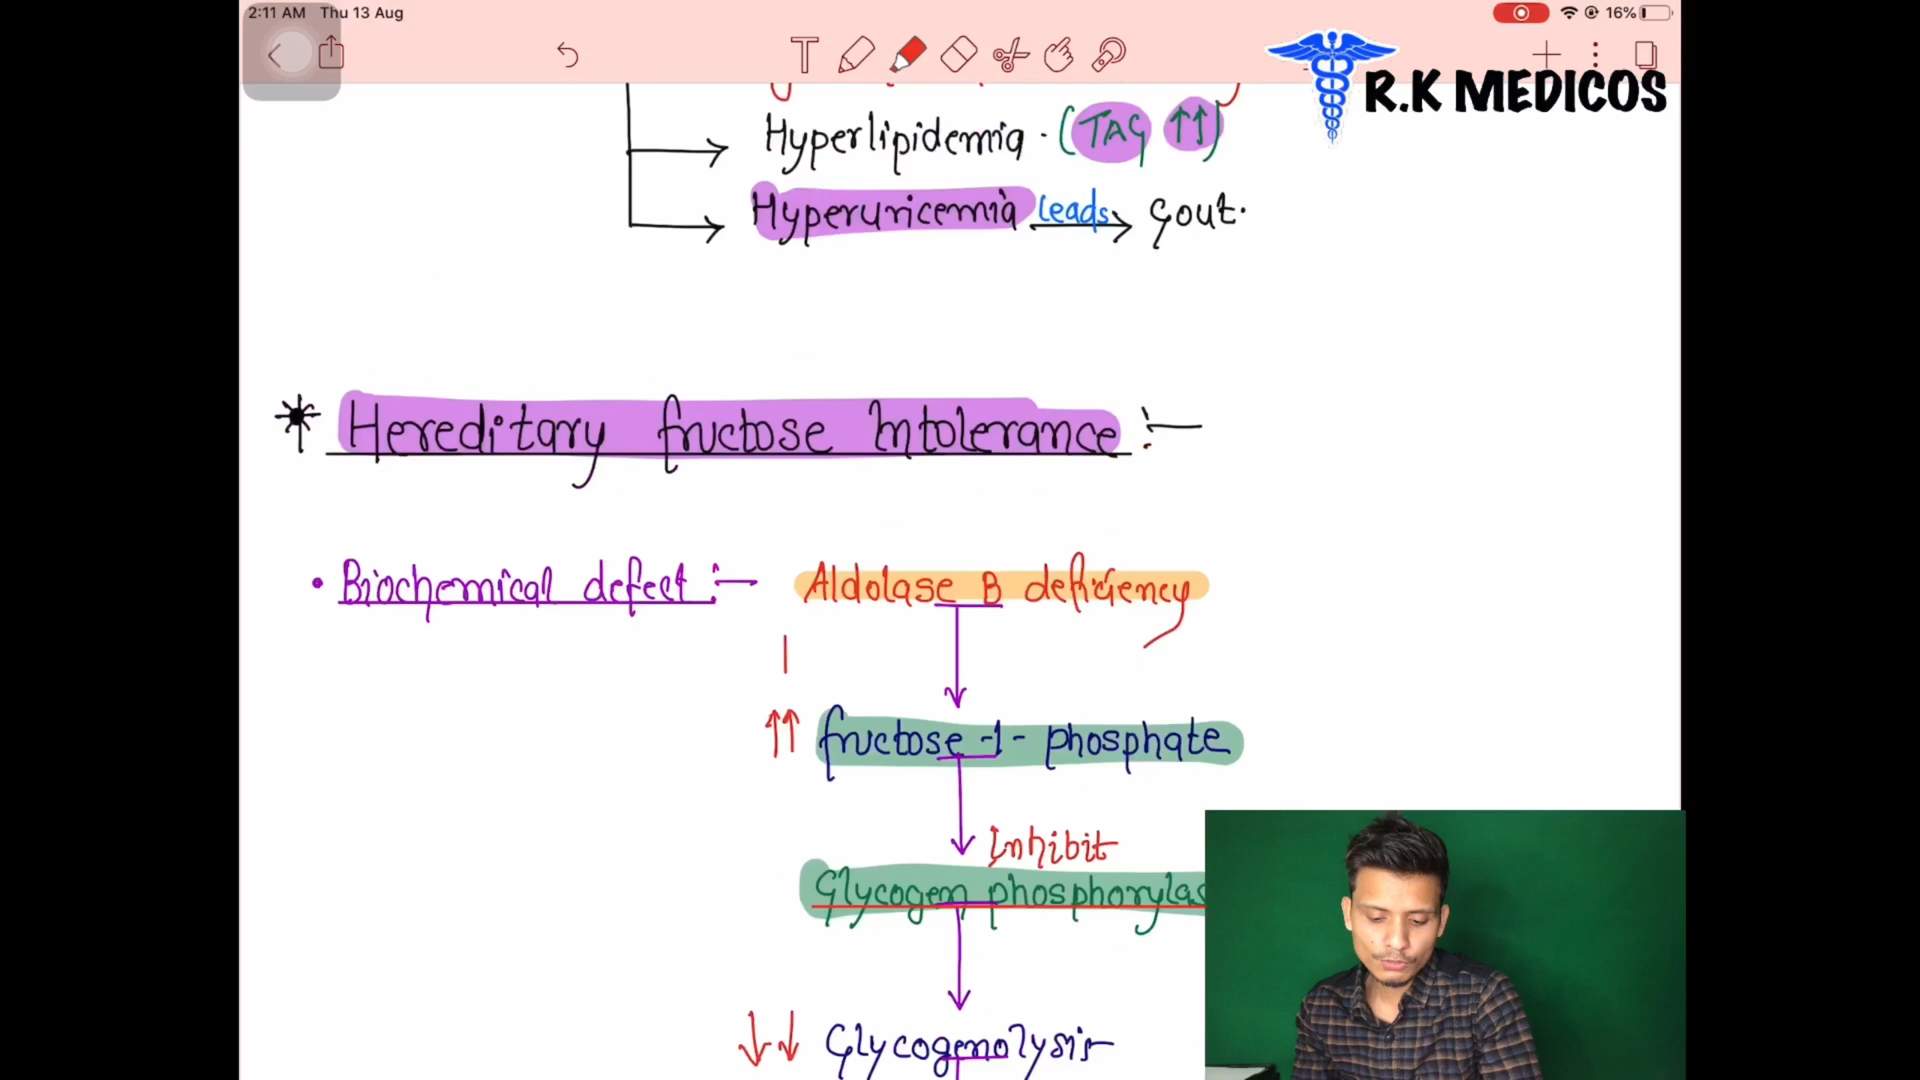 2:11 AM Thu 13 Aug
16%
R.K MEDICOS
Hyperlipidemia · (TAG ↑↑)
Hyperuricemia leads → Gout.
* Hereditary fructose Intolerance :-
• Biochemical defect :- Aldolase B deficiency
↑↑ fructose -1- phosphate
Inhibit
Glycogen phosphorylas
↓↓ Glycogenolysis